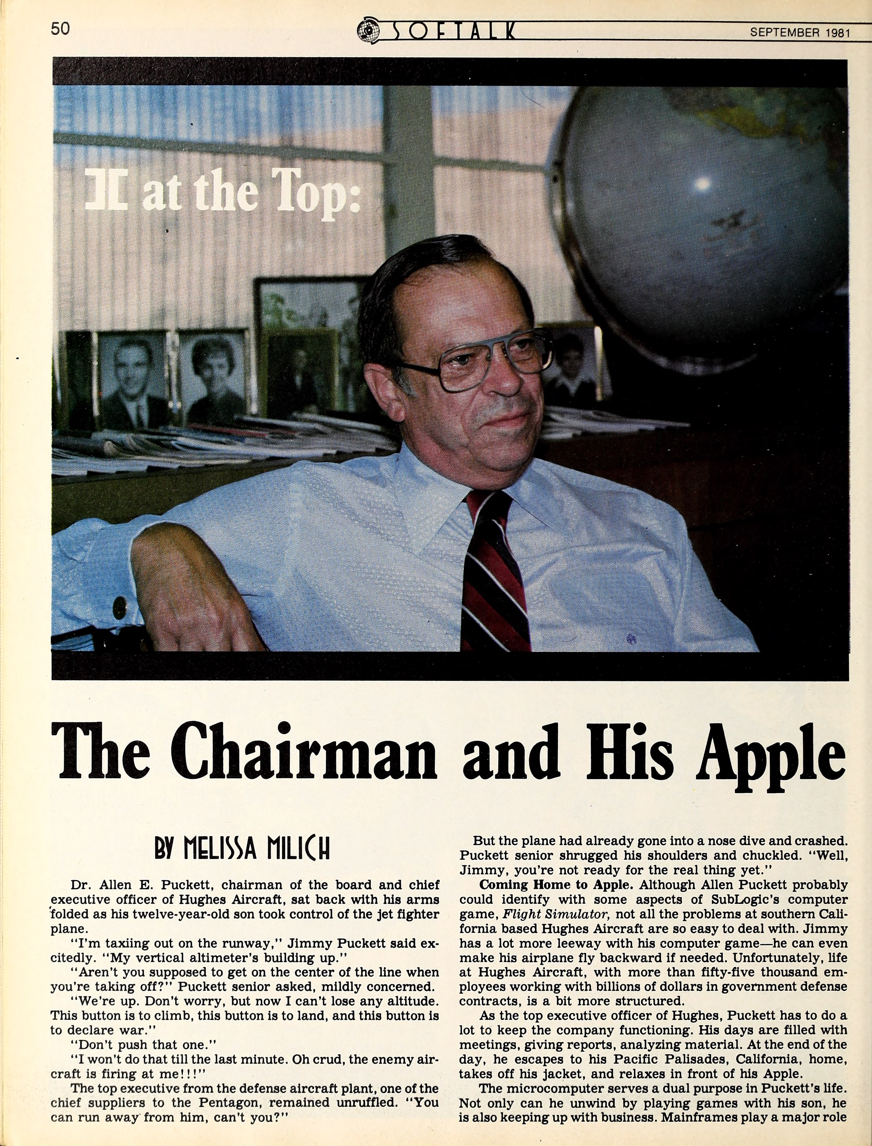 50
SOFTALK
SEPTEMBER 1981
][ at the Top:
The Chairman and His Apple
BY MELISSA MILICH
Dr. Allen E. Puckett, chairman of the board and chief
executive officer of Hughes Aircraft, sat back with his arms
folded as his twelve-year-old son took control of the jet fighter
plane.
"I'm taxiing out on the runway," Jimmy Puckett said ex-
citedly. "My vertical altimeter's building up."
"Aren't you supposed to get on the center of the line when
you're taking off?" Puckett senior asked, mildly concerned.
"We're up. Don't worry, but now I can't lose any altitude.
This button is to climb, this button is to land, and this button is
to declare war."
"Don't push that one."
"I won't do that till the last minute. Oh crud, the enemy air-
craft is firing at me!!!"
The top executive from the defense aircraft plant, one of the
chief suppliers to the Pentagon, remained unruffled. "You
can run away from him, can't you?"
But the plane had already gone into a nose dive and crashed.
Puckett senior shrugged his shoulders and chuckled. "Well,
Jimmy, you're not ready for the real thing yet."
Coming Home to Apple. Although Allen Puckett probably
could identify with some aspects of SubLogic's computer
game, Flight Simulator, not all the problems at southern Cali-
fornia based Hughes Aircraft are so easy to deal with. Jimmy
has a lot more leeway with his computer game—he can even
make his airplane fly backward if needed. Unfortunately, life
at Hughes Aircraft, with more than fifty-five thousand em-
ployees working with billions of dollars in government defense
contracts, is a bit more structured.
As the top executive officer of Hughes, Puckett has to do a
lot to keep the company functioning. His days are filled with
meetings, giving reports, analyzing material. At the end of the
day, he escapes to his Pacific Palisades, California, home,
takes off his jacket, and relaxes in front of his Apple.
The microcomputer serves a dual purpose in Puckett's life.
Not only can he unwind by playing games with his son, he
is also keeping up with business. Mainframes play a major role